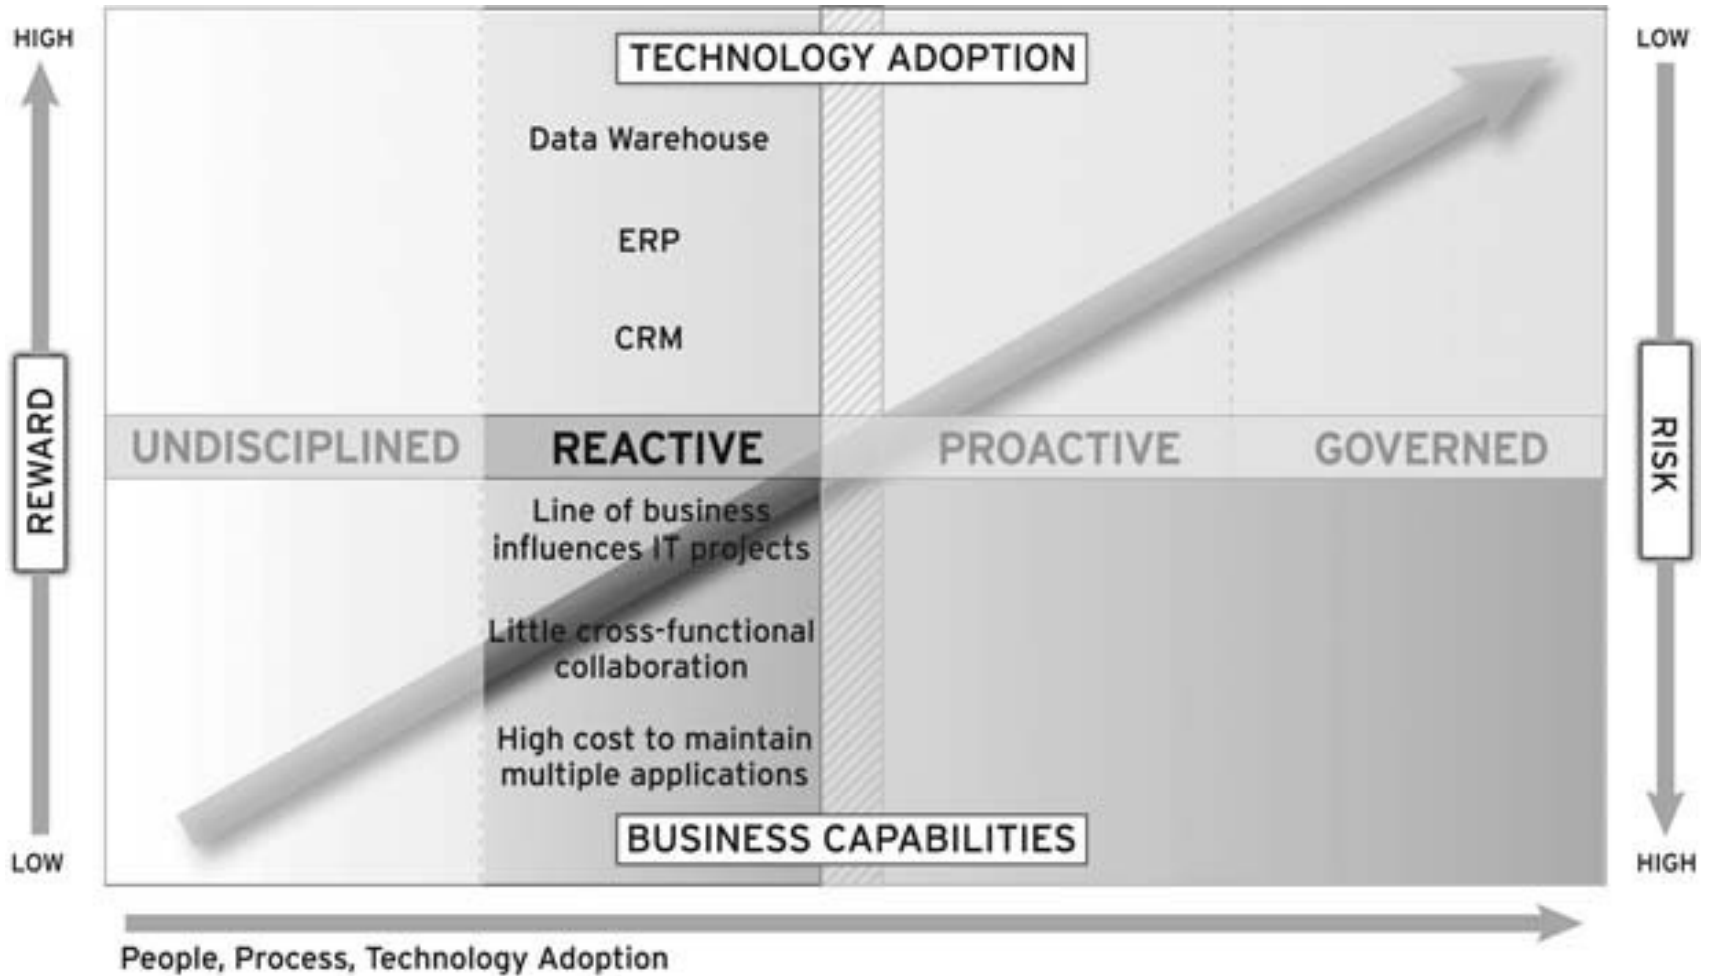 HIGH
LOW
TECHNOLOGY ADOPTION
Data Warehouse
ERP
CRM
REWARD
UNDISCIPLINED
REACTIVE
PROACTIVE
GOVERNED
RISK
Line of business
influences IT projects
Little cross-functional
collaboration
High cost to maintain
multiple applications
BUSINESS CAPABILITIES
LOW
HIGH
People, Process, Technology Adoption